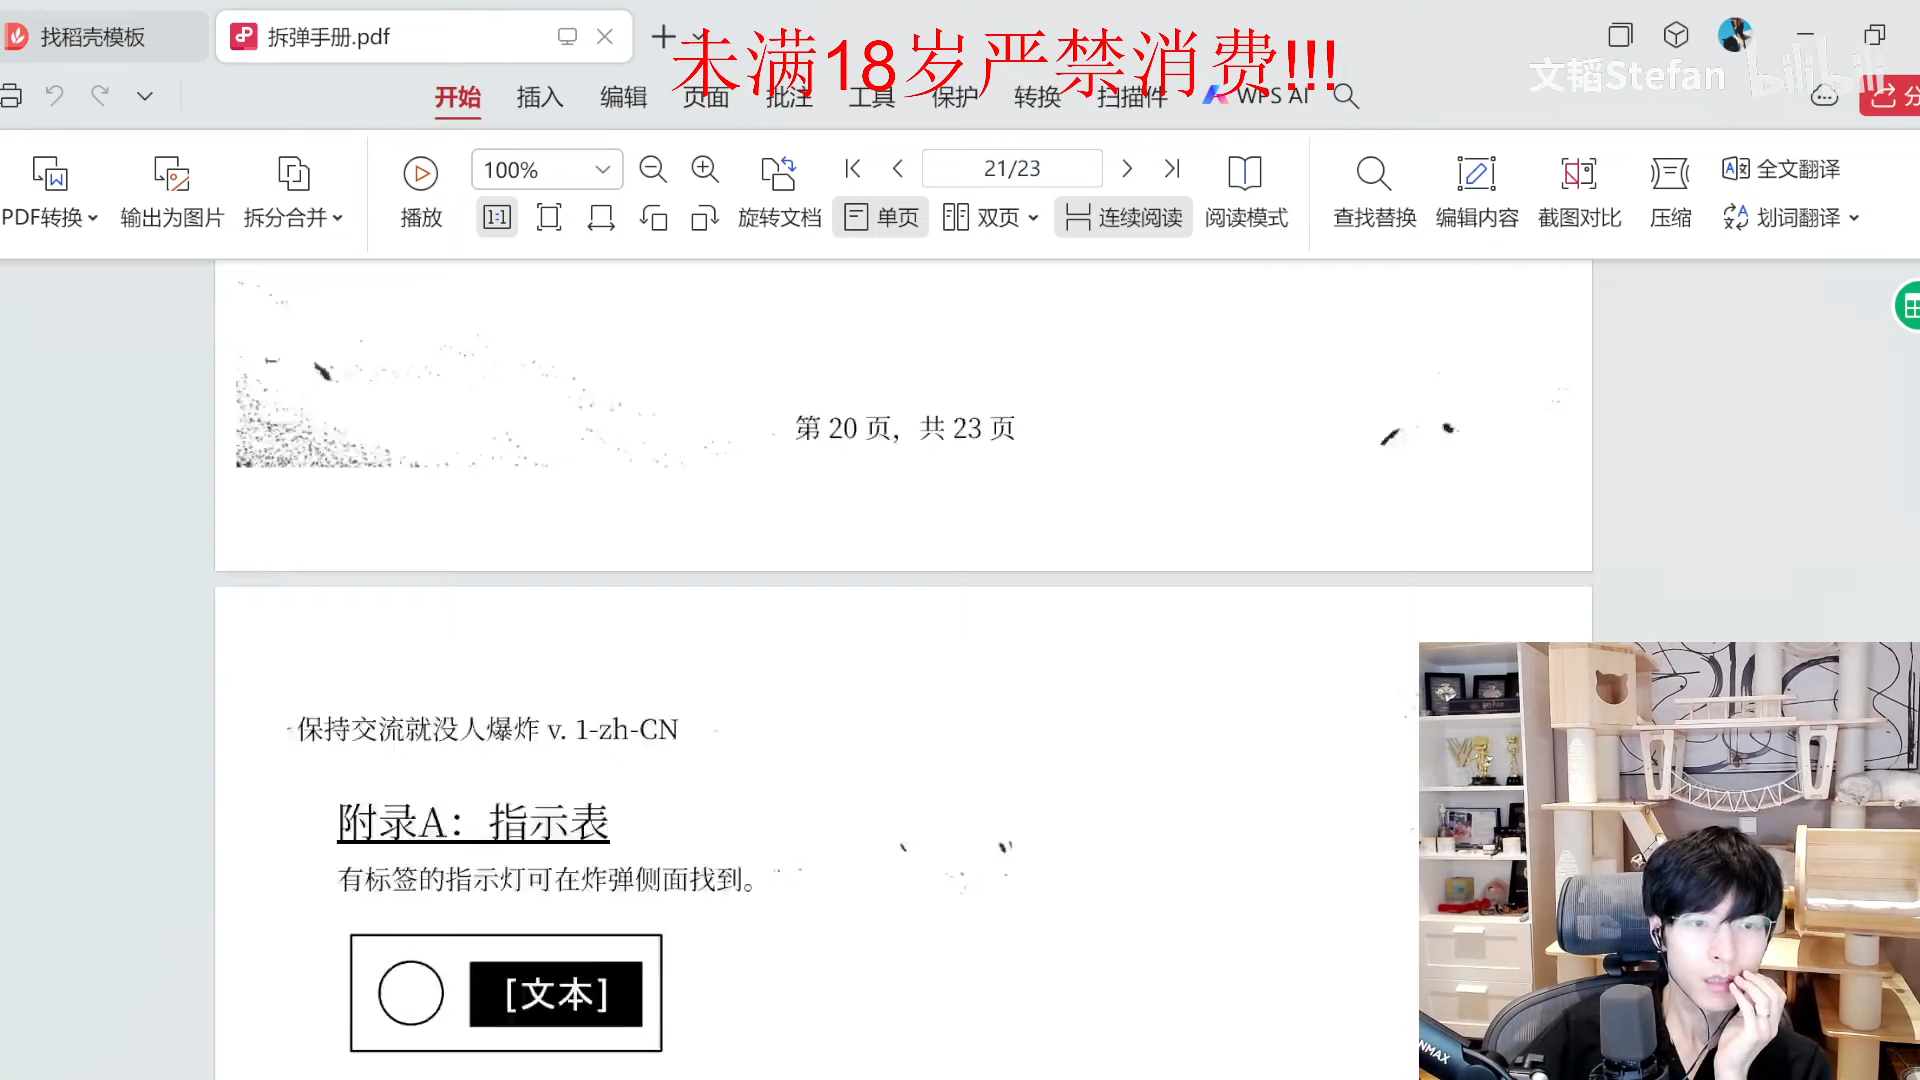 找稻壳模板
拆弹手册.pdf
未满18岁严禁消费!!!
文韬Stefan
bilibili
开始 插入 编辑 页面 批注 工具 保护 转换 扫描件 WPS AI
分
PDF转换
输出为图片
拆分合并
播放
100%
旋转文档
21/23
单页
双页
连续阅读
阅读模式
查找替换
编辑内容
截图对比
压缩
全文翻译
划词翻译
第 20 页，共 23 页
保持交流就没人爆炸 v. 1-zh-CN
附录A：指示表
有标签的指示灯可在炸弹侧面找到。
[文本]